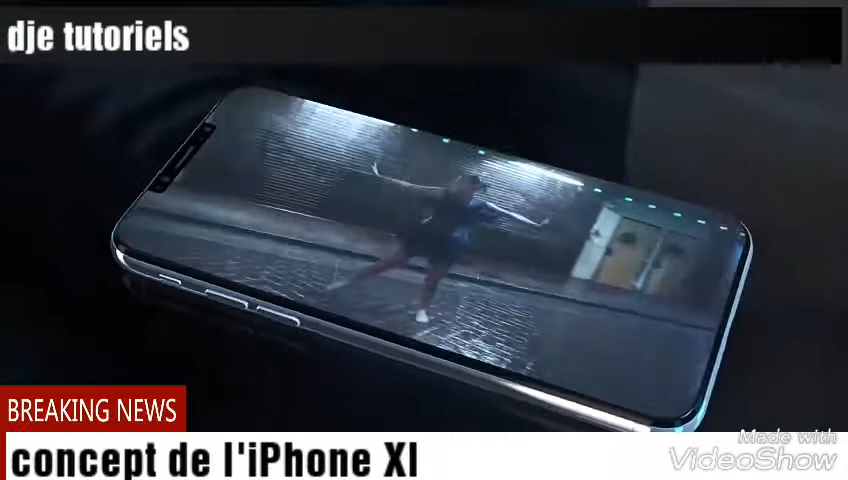 dje tutoriels
BREAKING NEWS
concept de l'iPhone XI
Made with
VideoShow